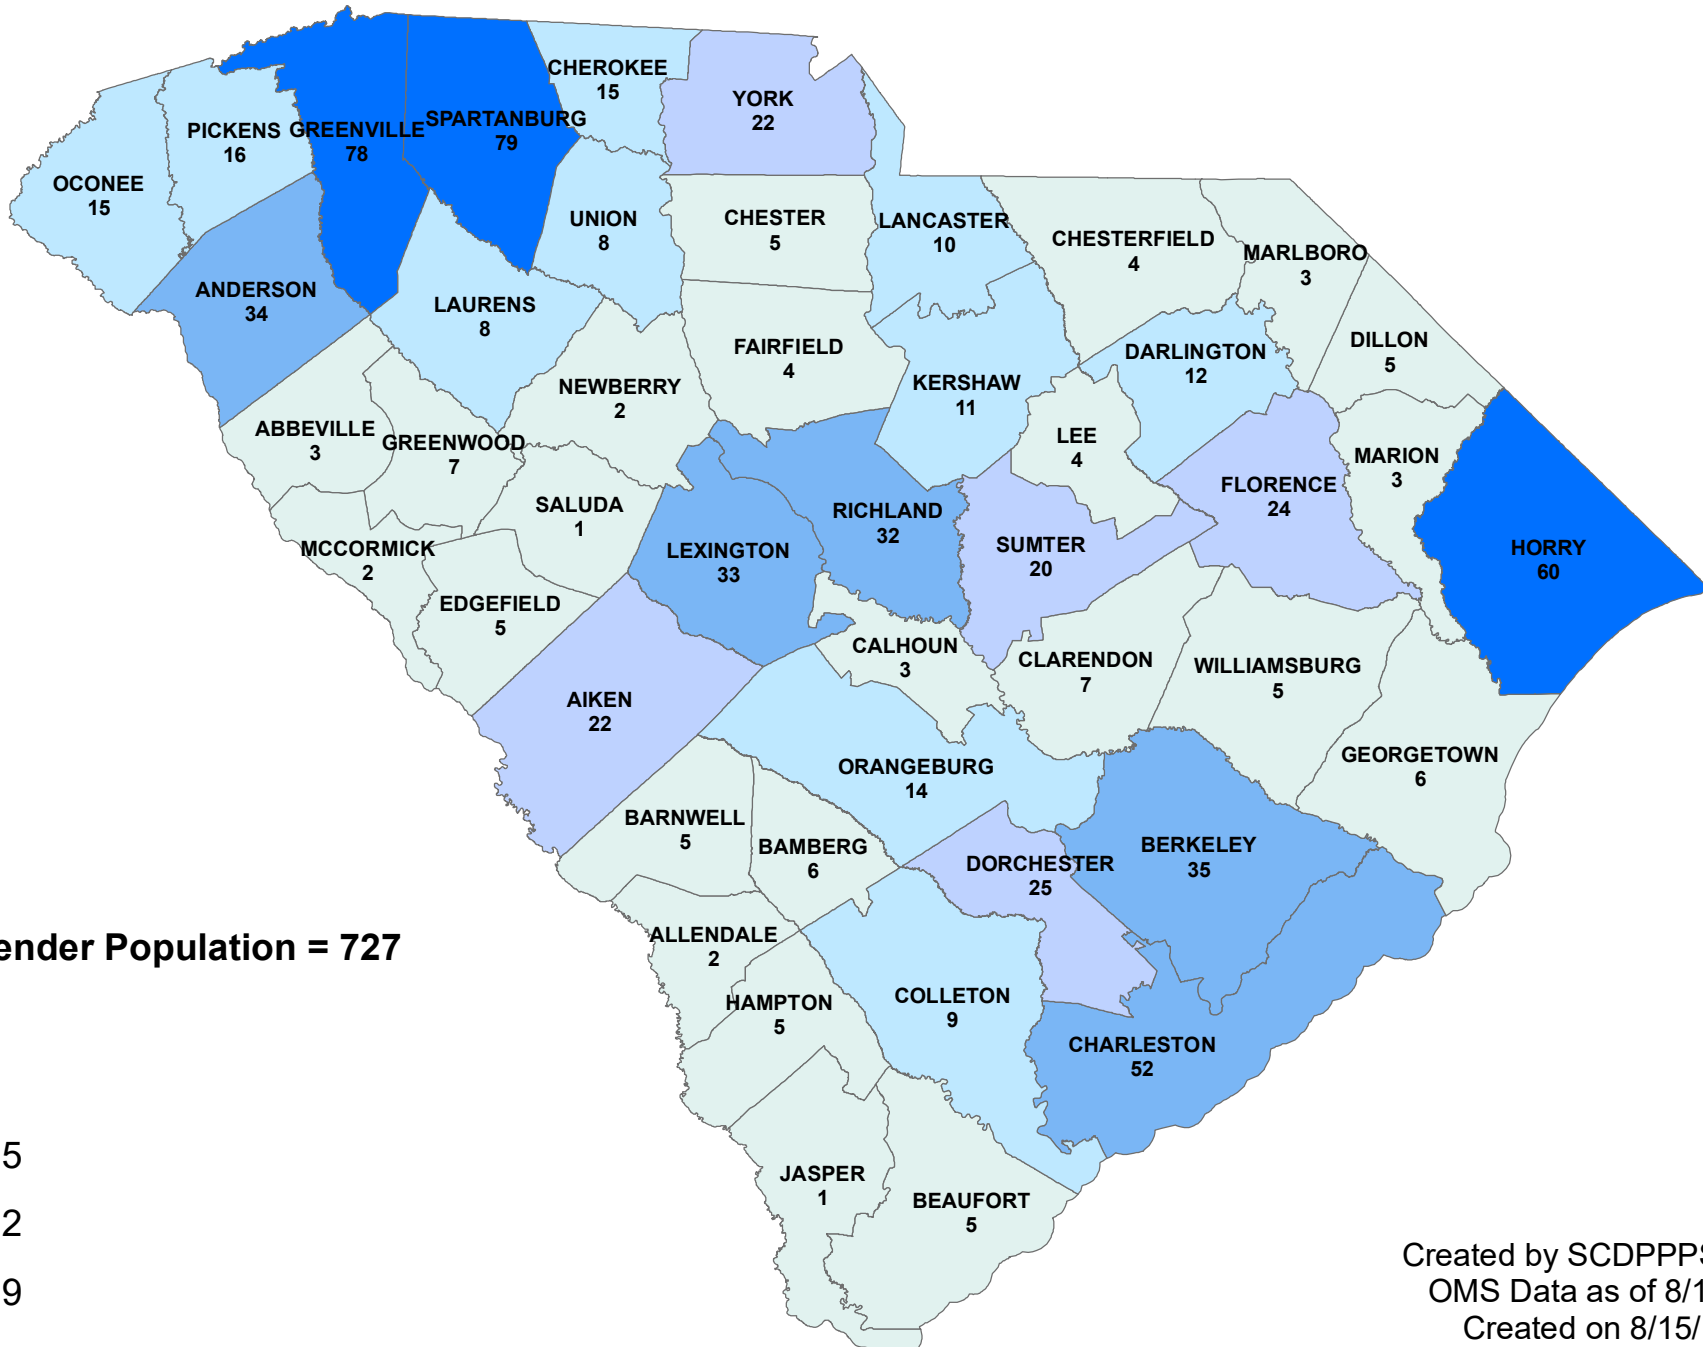 CHEROKEE
15
YORK
22
SPARTANBURG
79
PICKENS
16
GREENVILLE
78
OCONEE
15
UNION
8
CHESTER
5
LANCASTER
10
CHESTERFIELD
4
MARLBORO
3
ANDERSON
34
LAURENS
8
FAIRFIELD
4
DARLINGTON
12
DILLON
5
NEWBERRY
2
KERSHAW
11
ABBEVILLE
3
GREENWOOD
7
LEE
4
MARION
3
SALUDA
1
RICHLAND
32
FLORENCE
24
MCCORMICK
2
LEXINGTON
33
SUMTER
20
HORRY
60
EDGEFIELD
5
CALHOUN
3
CLARENDON
7
WILLIAMSBURG
5
AIKEN
22
ORANGEBURG
14
GEORGETOWN
6
BARNWELL
5
BAMBERG
6
DORCHESTER
25
BERKELEY
35
ALLENDALE
2
ender Population = 727
HAMPTON
5
COLLETON
9
CHARLESTON
52
JASPER
1
BEAUFORT
5
5
2
9
Created by SCDPPPS
OMS Data as of 8/1
Created on 8/15/